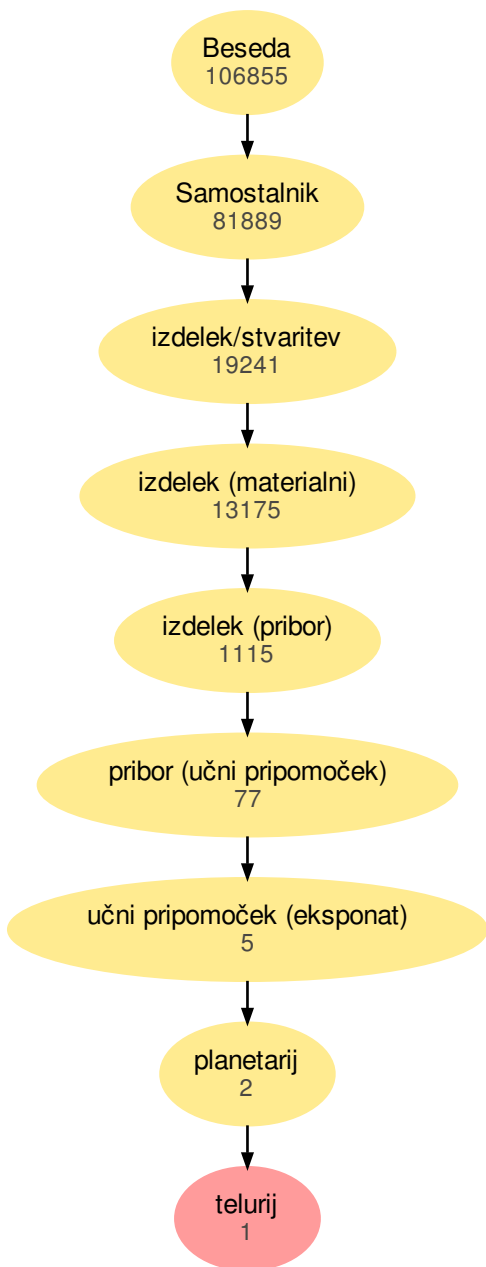 Beseda
106855
Samostalnik
81889
izdelek/stvaritev
19241
izdelek (materialni)
13175
izdelek (pribor)
1115
pribor (učni pripomoček)
77
učni pripomoček (eksponat)
5
planetarij
2
telurij
1